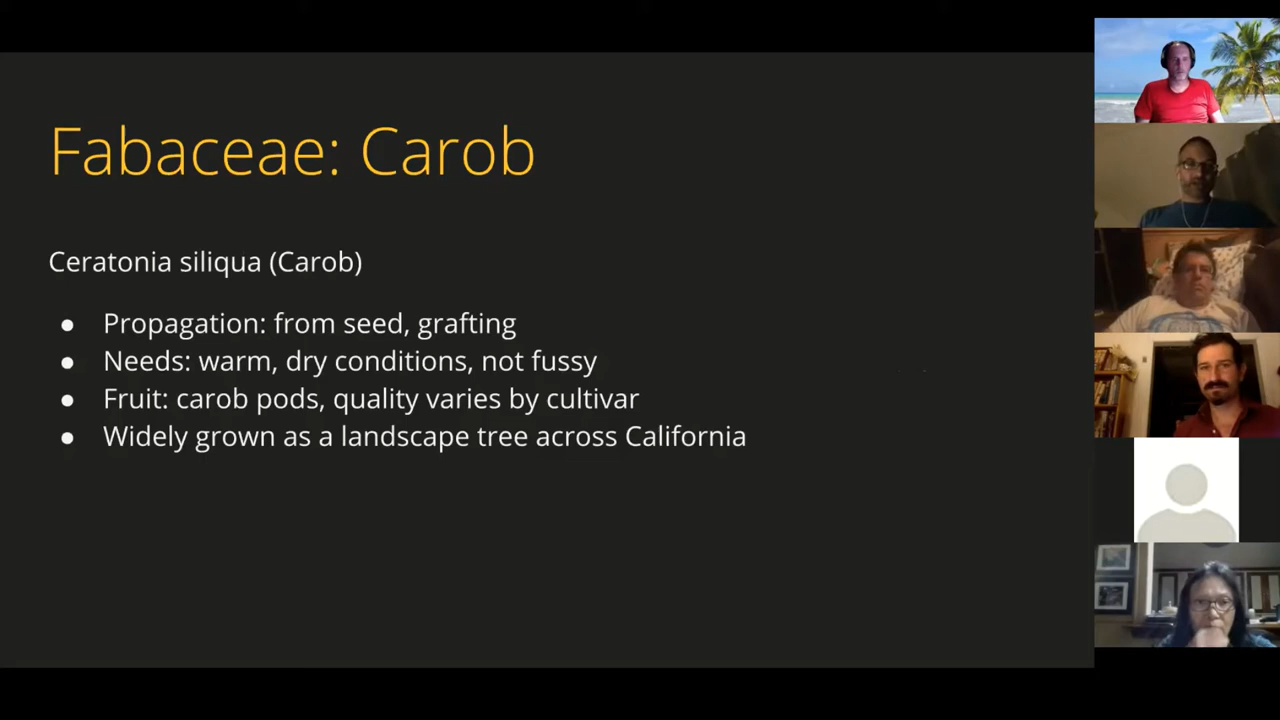 Fabaceae: Carob
Ceratonia siliqua (Carob)
● Propagation: from seed, grafting
● Needs: warm, dry conditions, not fussy
● Fruit: carob pods, quality varies by cultivar
● Widely grown as a landscape tree across California